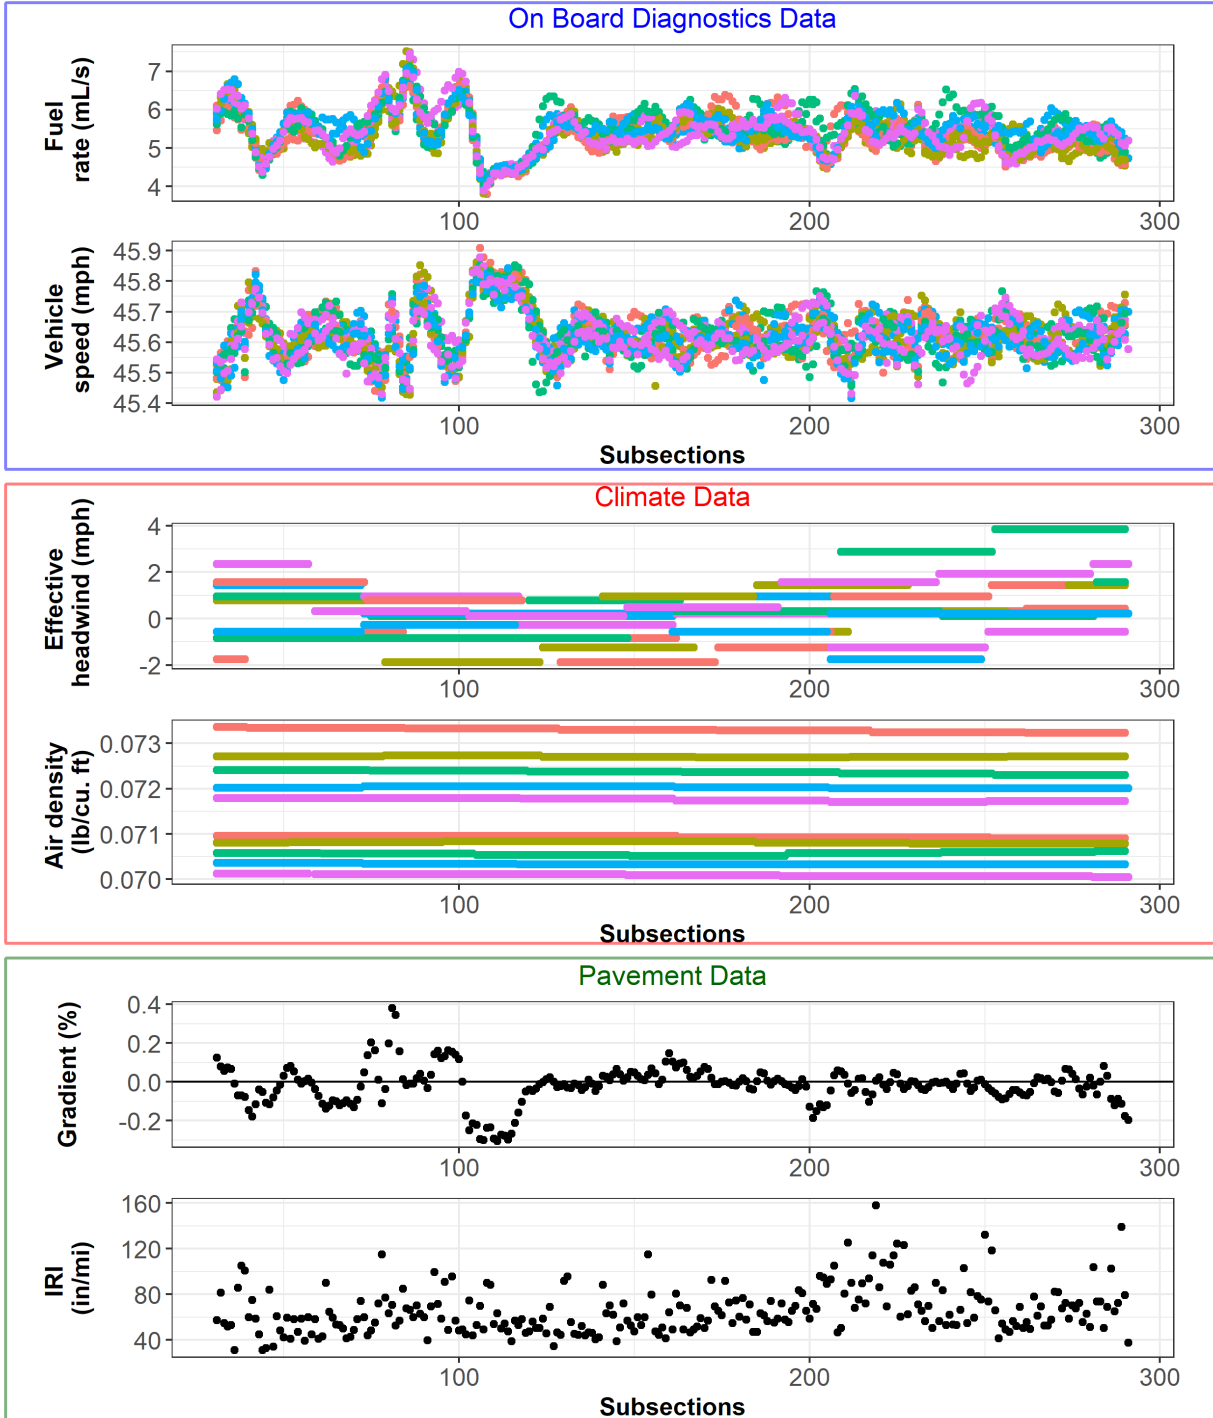 On Board Diagnostics Data
Fuel
rate (mL/s)
7
6
5
4
100
200
300
Vehicle
speed (mph)
45.9
45.8
45.7
45.6
45.5
45.4
100
200
300
Subsections
Climate Data
Effective
headwind (mph)
4
2
0
-2
100
200
300
Air density
(lb/cu. ft)
0.073
0.072
0.071
0.070
100
200
300
Subsections
Pavement Data
Gradient (%)
0.4
0.2
0.0
-0.2
100
200
300
IRI
(in/mi)
160
120
80
40
100
200
300
Subsections